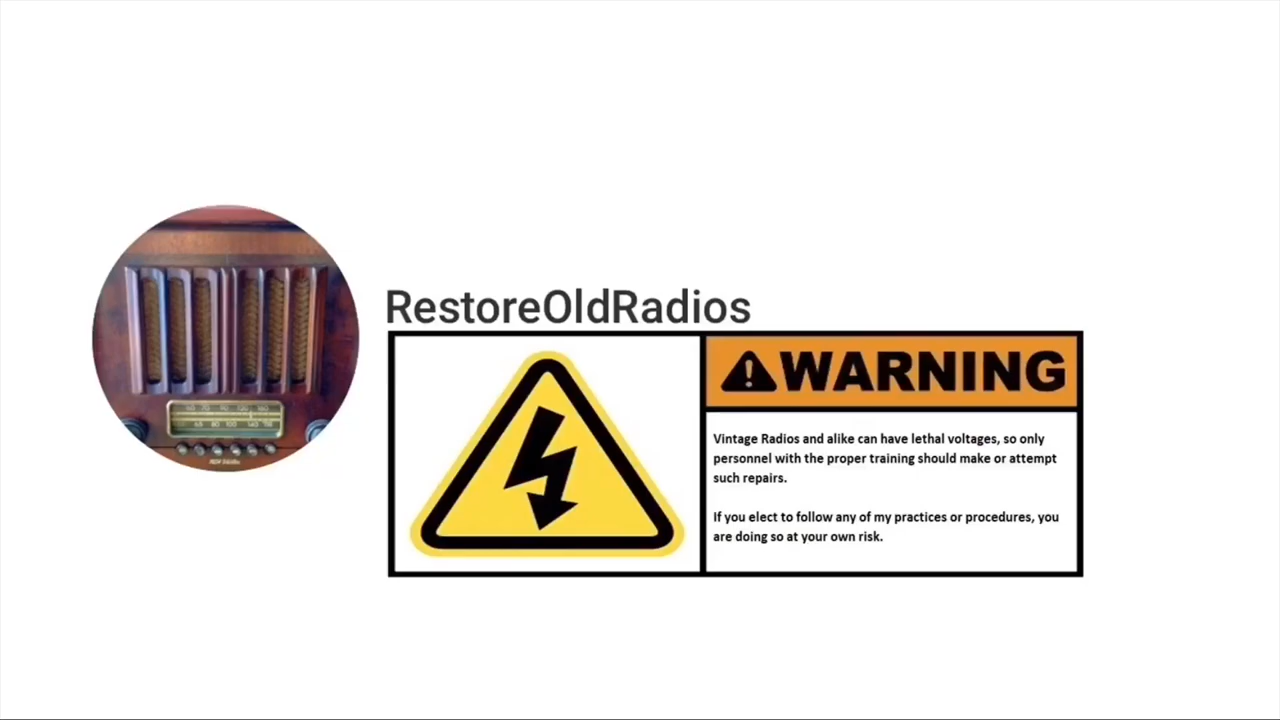 RestoreOldRadios
WARNING
Vintage Radios and alike can have lethal voltages, so only
personnel with the proper training should make or attempt
such repairs.
If you elect to follow any of my practices or procedures, you
are doing so at your own risk.